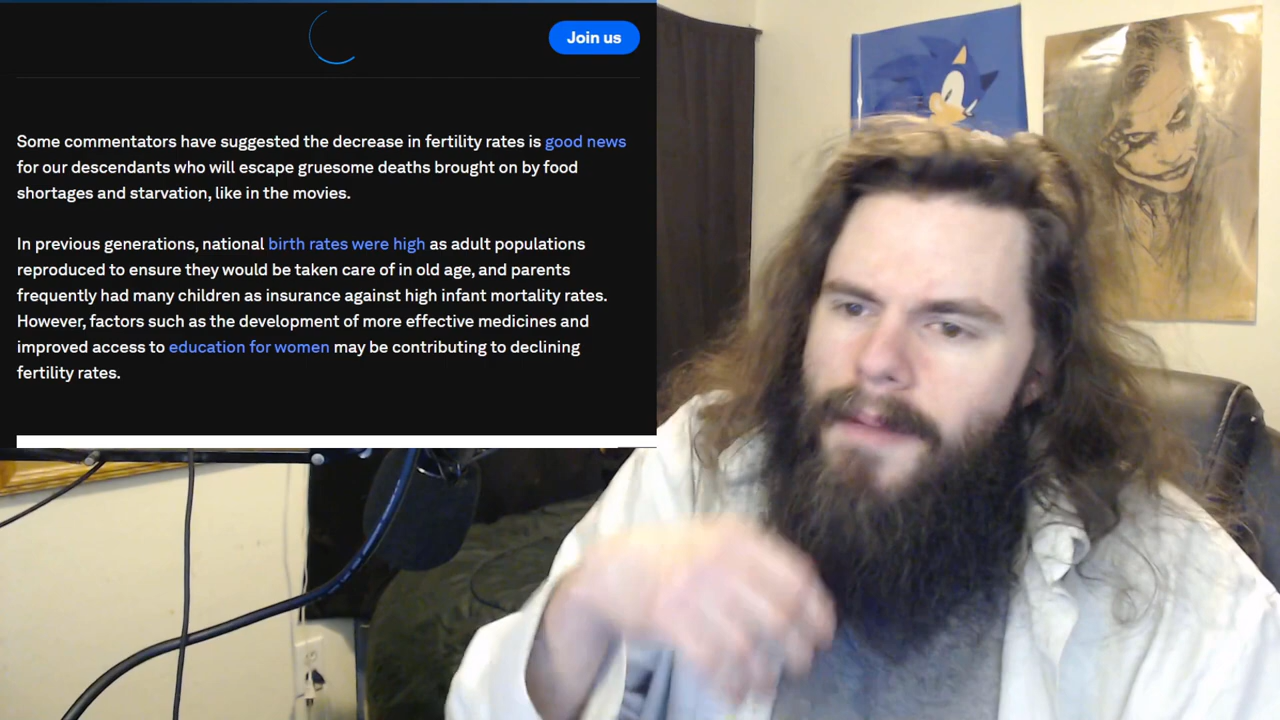 Join us
Some commentators have suggested the decrease in fertility rates is good news
for our descendants who will escape gruesome deaths brought on by food
shortages and starvation, like in the movies.
In previous generations, national birth rates were high as adult populations
reproduced to ensure they would be taken care of in old age, and parents
frequently had many children as insurance against high infant mortality rates.
However, factors such as the development of more effective medicines and
improved access to education for women may be contributing to declining
fertility rates.